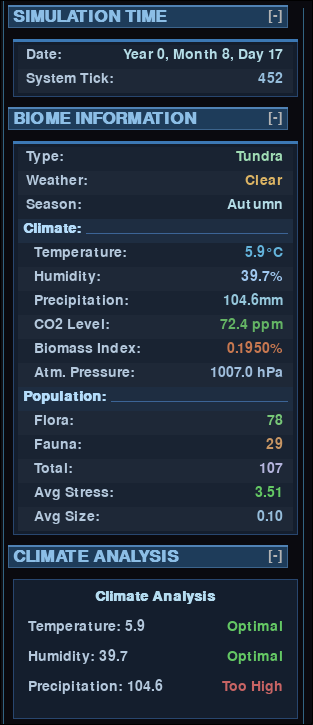 SIMULATION TIME [-]
Date: Year 0, Month 8, Day 17
System Tick: 452
BIOME INFORMATION [-]
Type: Tundra
Weather: Clear
Season: Autumn
Climate:
Temperature: 5.9°C
Humidity: 39.7%
Precipitation: 104.6mm
CO2 Level: 72.4 ppm
Biomass Index: 0.1950%
Atm. Pressure: 1007.0 hPa
Population:
Flora: 78
Fauna: 29
Total: 107
Avg Stress: 3.51
Avg Size: 0.10
CLIMATE ANALYSIS [-]
Climate Analysis
Temperature: 5.9 Optimal
Humidity: 39.7 Optimal
Precipitation: 104.6 Too High